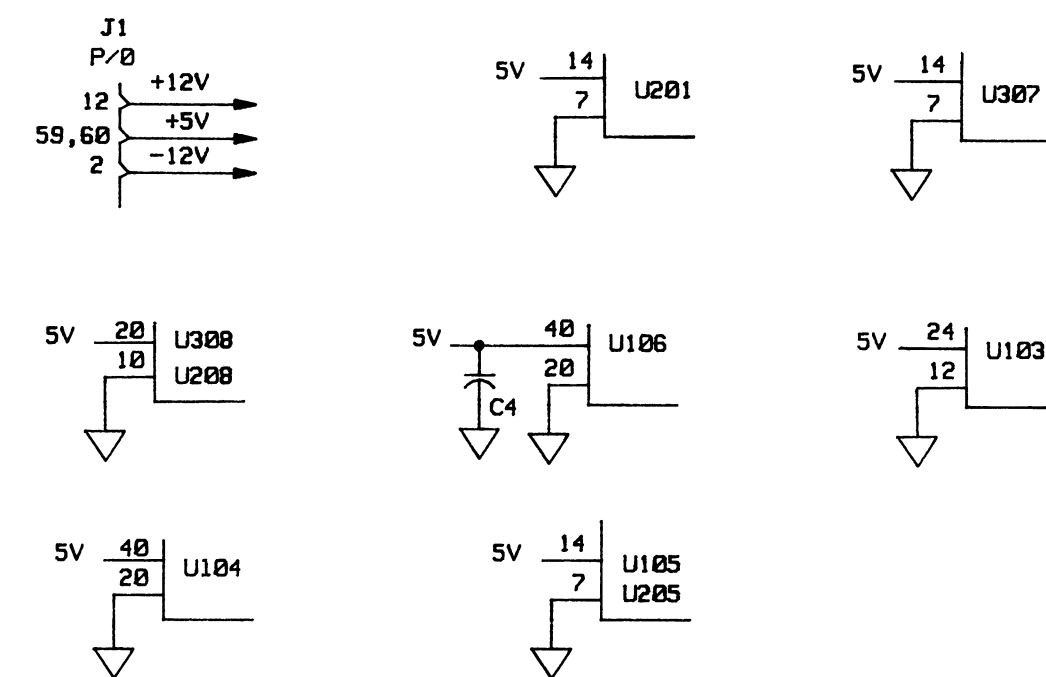 J1
P/O
12 +12V
59,60 +5V
2 -12V
5V 14 U201
7
5V 14 U307
7
5V 20 U308
10 U208
5V 40 U106
20
C4
5V 24 U103
12
5V 40 U104
20
5V 14 U105
7 U205